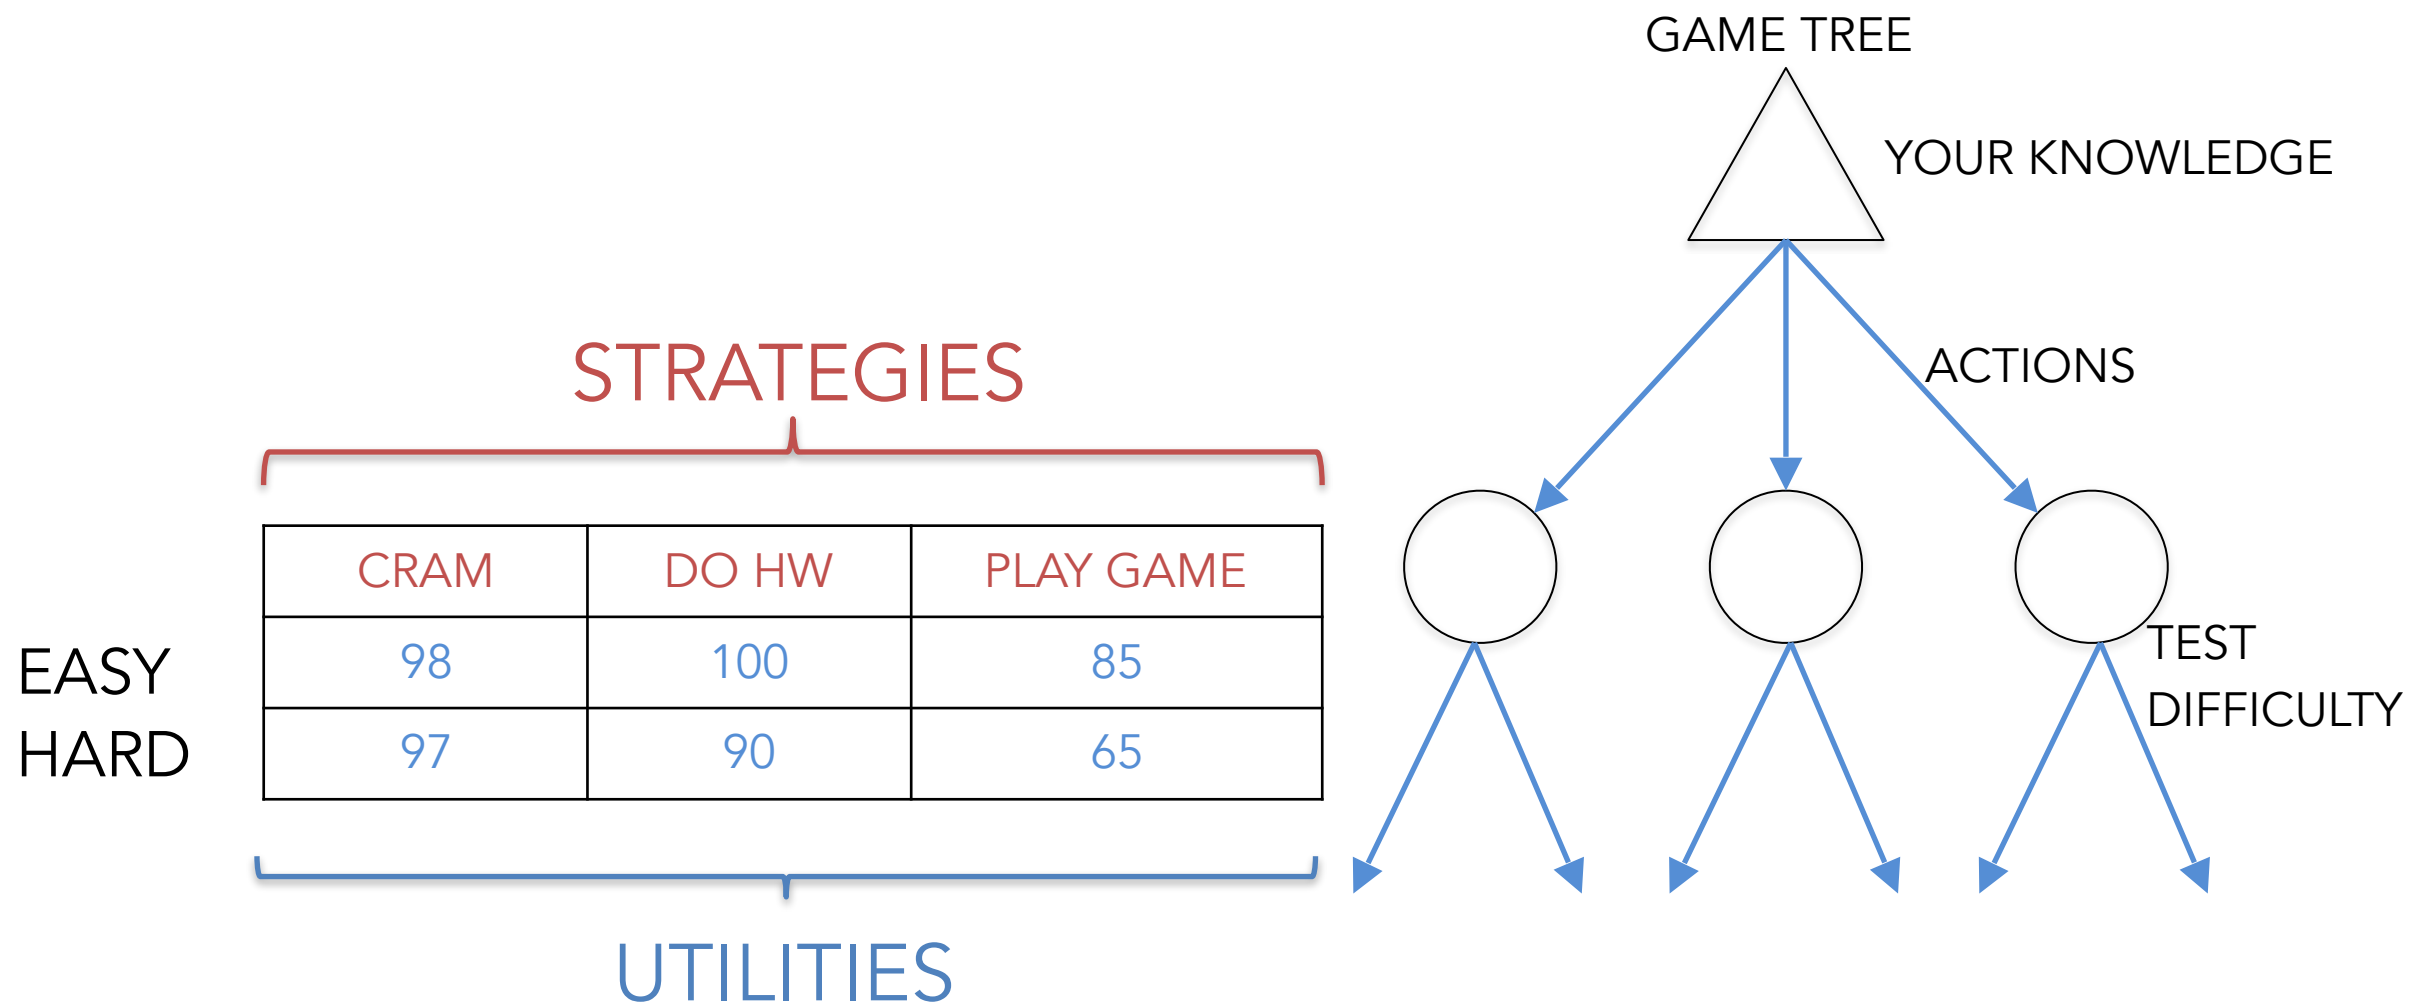 GAME TREE
YOUR KNOWLEDGE
ACTIONS
STRATEGIES
CRAM DO HW PLAY GAME
EASY 98 100 85
HARD 97 90 65
TEST
DIFFICULTY
UTILITIES